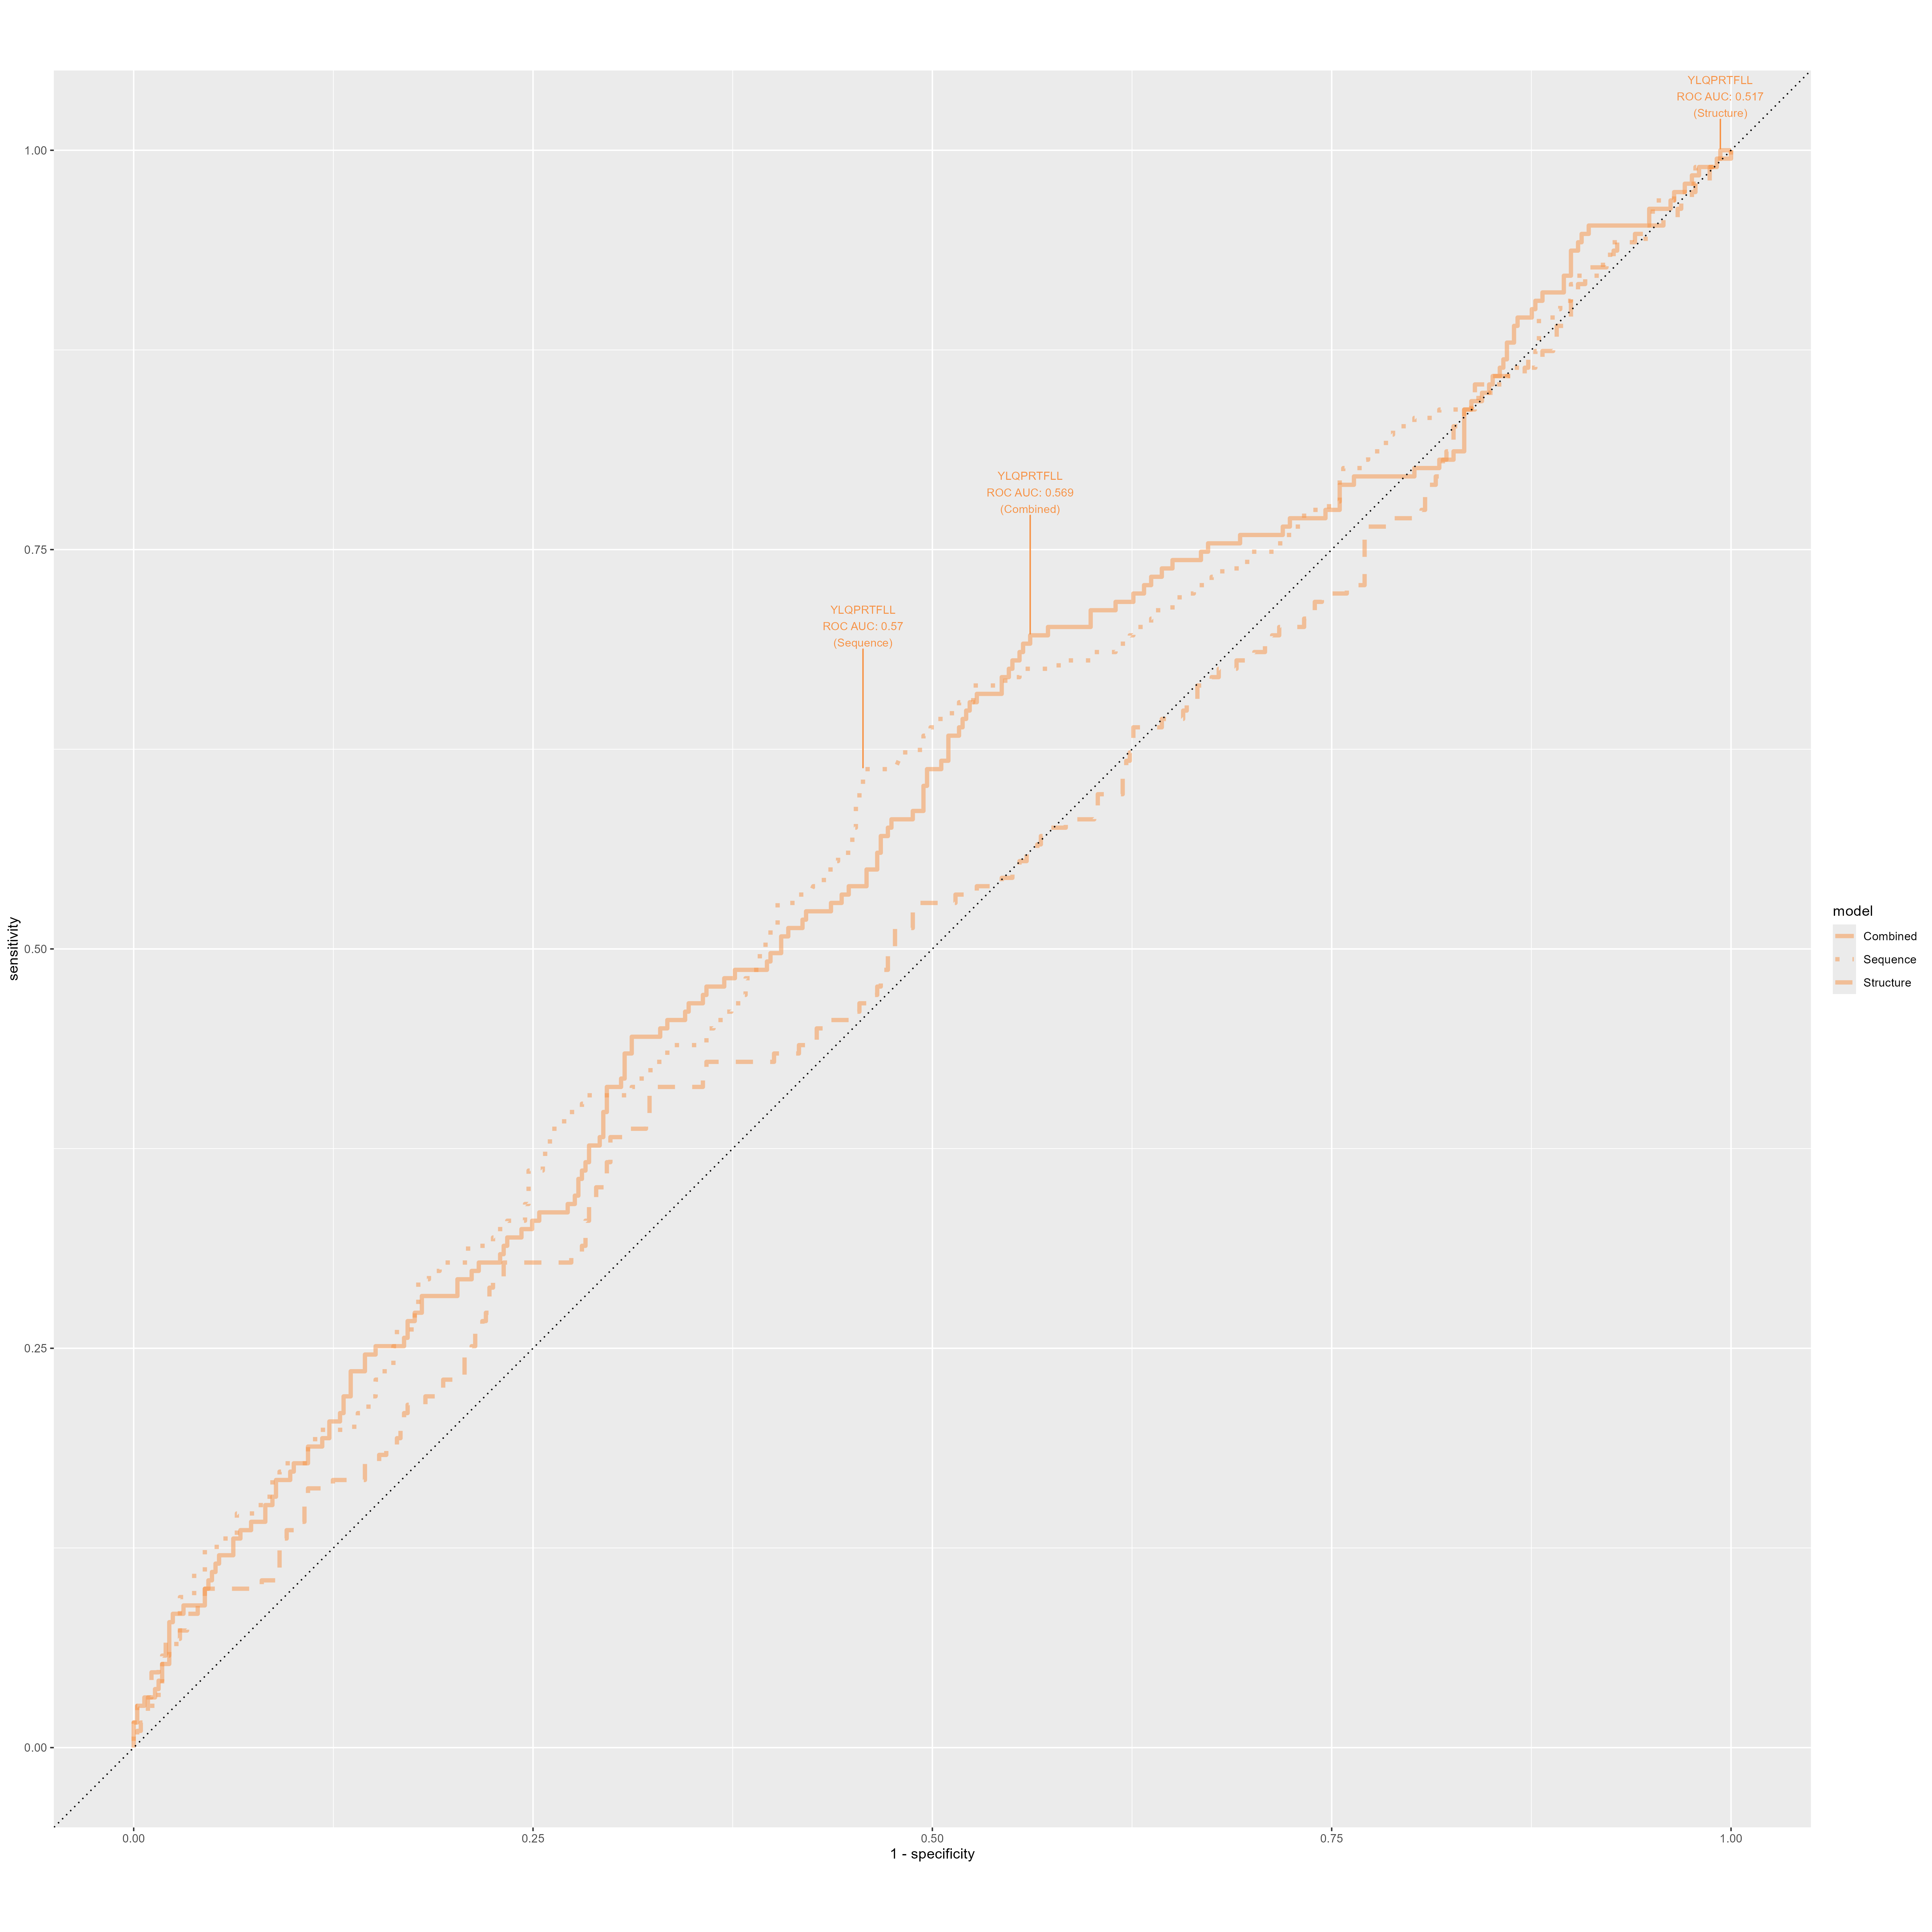 YLQPRTFLL
ROC AUC: 0.517
(Structure)
1.00
YLQPRTFLL
ROC AUC: 0.569
(Combined)
0.75
YLQPRTFLL
ROC AUC: 0.57
(Sequence)
sensitivity
0.50
model
Combined
Sequence
Structure
0.25
0.00
0.00
0.25
0.50
0.75
1.00
1 - specificity